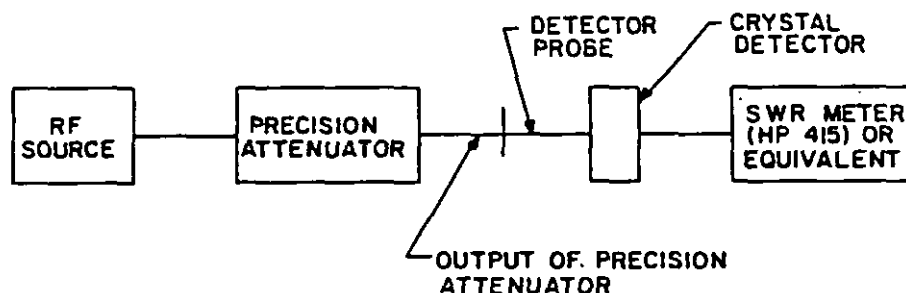 DETECTOR
PROBE
CRYSTAL
DETECTOR
RF
SOURCE
PRECISION
ATTENUATOR
SWR METER
(HP 415) OR
EQUIVALENT
OUTPUT OF. PRECISION
ATTENUATOR